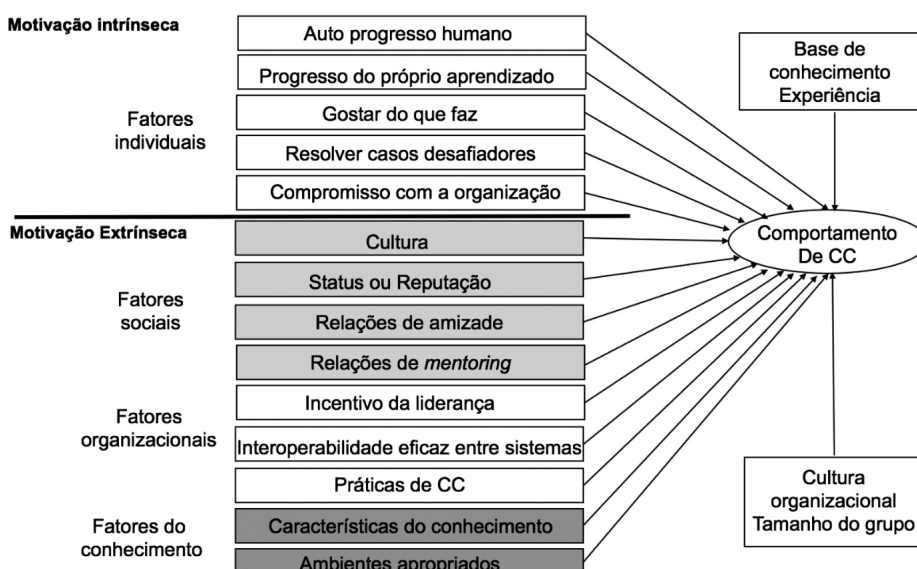 Motivação intrínseca
Fatores
individuais
Auto progresso humano
Progresso do próprio aprendizado
Gostar do que faz
Resolver casos desafiadores
Compromisso com a organização
Motivação Extrínseca
Fatores
sociais
Cultura
Status ou Reputação
Relações de amizade
Relações de mentoring
Fatores
organizacionais
Incentivo da liderança
Interoperabilidade eficaz entre sistemas
Práticas de CC
Fatores do
conhecimento
Características do conhecimento
Ambientes apropriados
Base de
conhecimento
Experiência
Comportamento
De CC
Cultura
organizacional
Tamanho do grupo